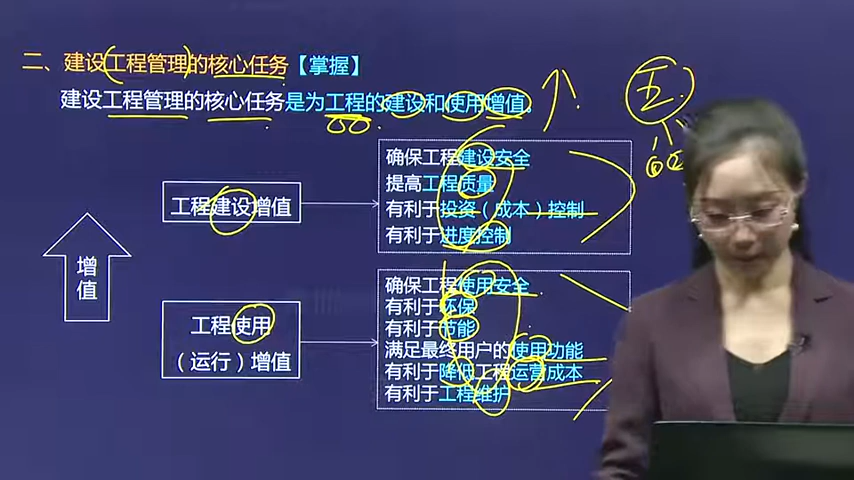 二、建设工程管理的核心任务【掌握】
建设工程管理的核心任务是为工程的建设和使用增值。
五
①②
确保工程建设安全
提高工程质量
有利于投资（成本）控制
有利于进度控制
工程建设增值
增值
确保工程使用安全
有利于环保
有利于节能
满足最终用户的使用功能
有利于降低工程运营成本
有利于工程维护
工程使用
（运行）增值